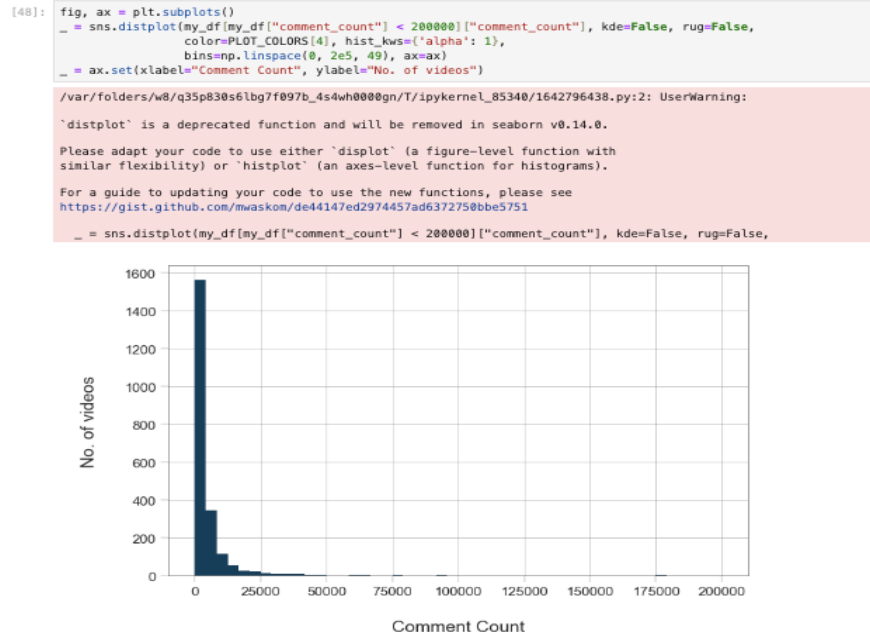 [48]: fig, ax = plt.subplots()
_ = sns.distplot(my_df[my_df["comment_count"] < 200000]["comment_count"], kde=False, rug=False,
color=PLOT_COLORS[4], hist_kws={'alpha': 1},
bins=np.linspace(0, 2e5, 49), ax=ax)
_ = ax.set(xlabel="Comment Count", ylabel="No. of videos")
/var/folders/w8/q35p830s6lbg7f097b_4s4wh0000gn/T/ipykernel_85340/1642796438.py:2: UserWarning:
`distplot` is a deprecated function and will be removed in seaborn v0.14.0.
Please adapt your code to use either `displot` (a figure-level function with
similar flexibility) or `histplot` (an axes-level function for histograms).
For a guide to updating your code to use the new functions, please see
https://gist.github.com/mwaskom/de44147ed2974457ad6372750bbe5751
_ = sns.distplot(my_df[my_df["comment_count"] < 200000]["comment_count"], kde=False, rug=False,
1600
1400
1200
1000
800
600
400
200
0
No. of videos
0 25000 50000 75000 100000 125000 150000 175000 200000
Comment Count